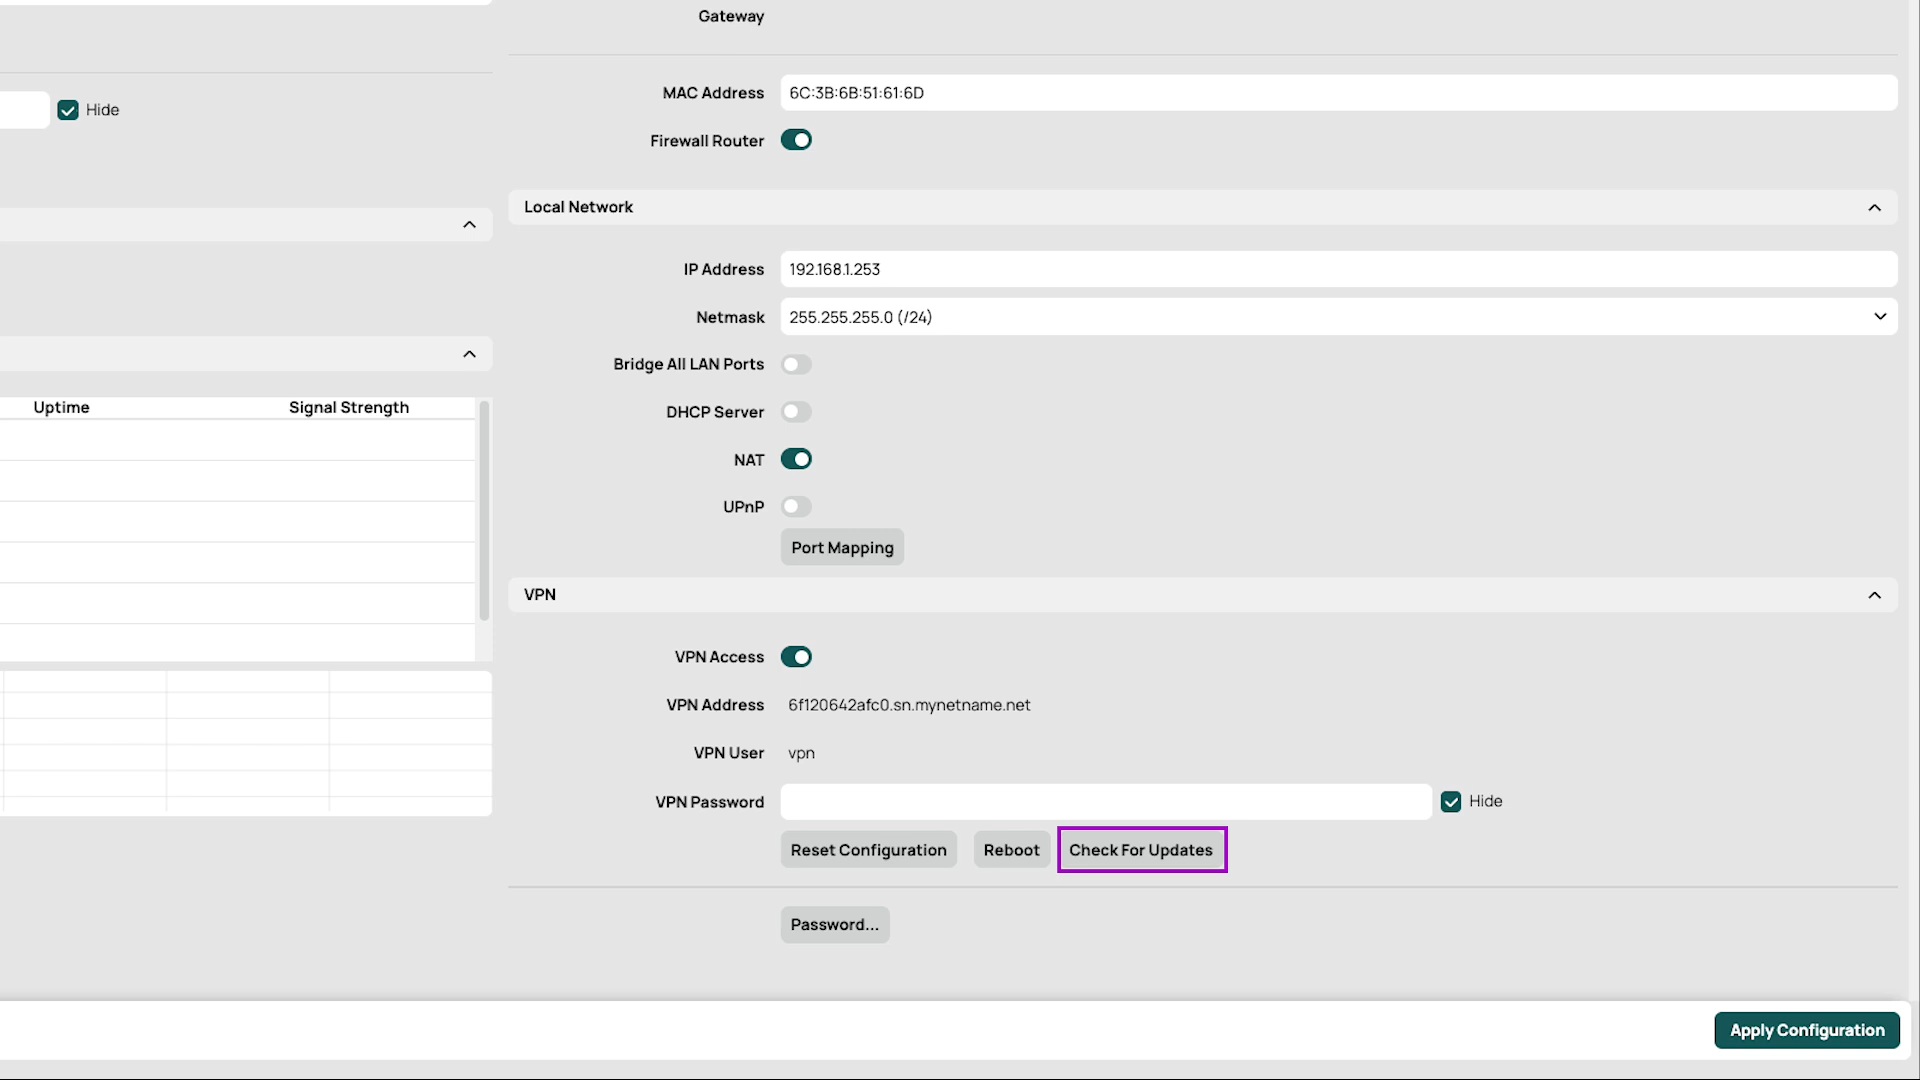 Gateway
MAC Address 6C:3B:6B:51:61:6D
Hide
Firewall Router
Local Network
IP Address 192.168.1.253
Netmask 255.255.255.0 (/24)
Bridge All LAN Ports
Uptime Signal Strength
DHCP Server
NAT
UPnP
Port Mapping
VPN
VPN Access
VPN Address 6f120642afc0.sn.mynetname.net
VPN User vpn
VPN Password Hide
Reset Configuration Reboot Check For Updates
Password...
Apply Configuration